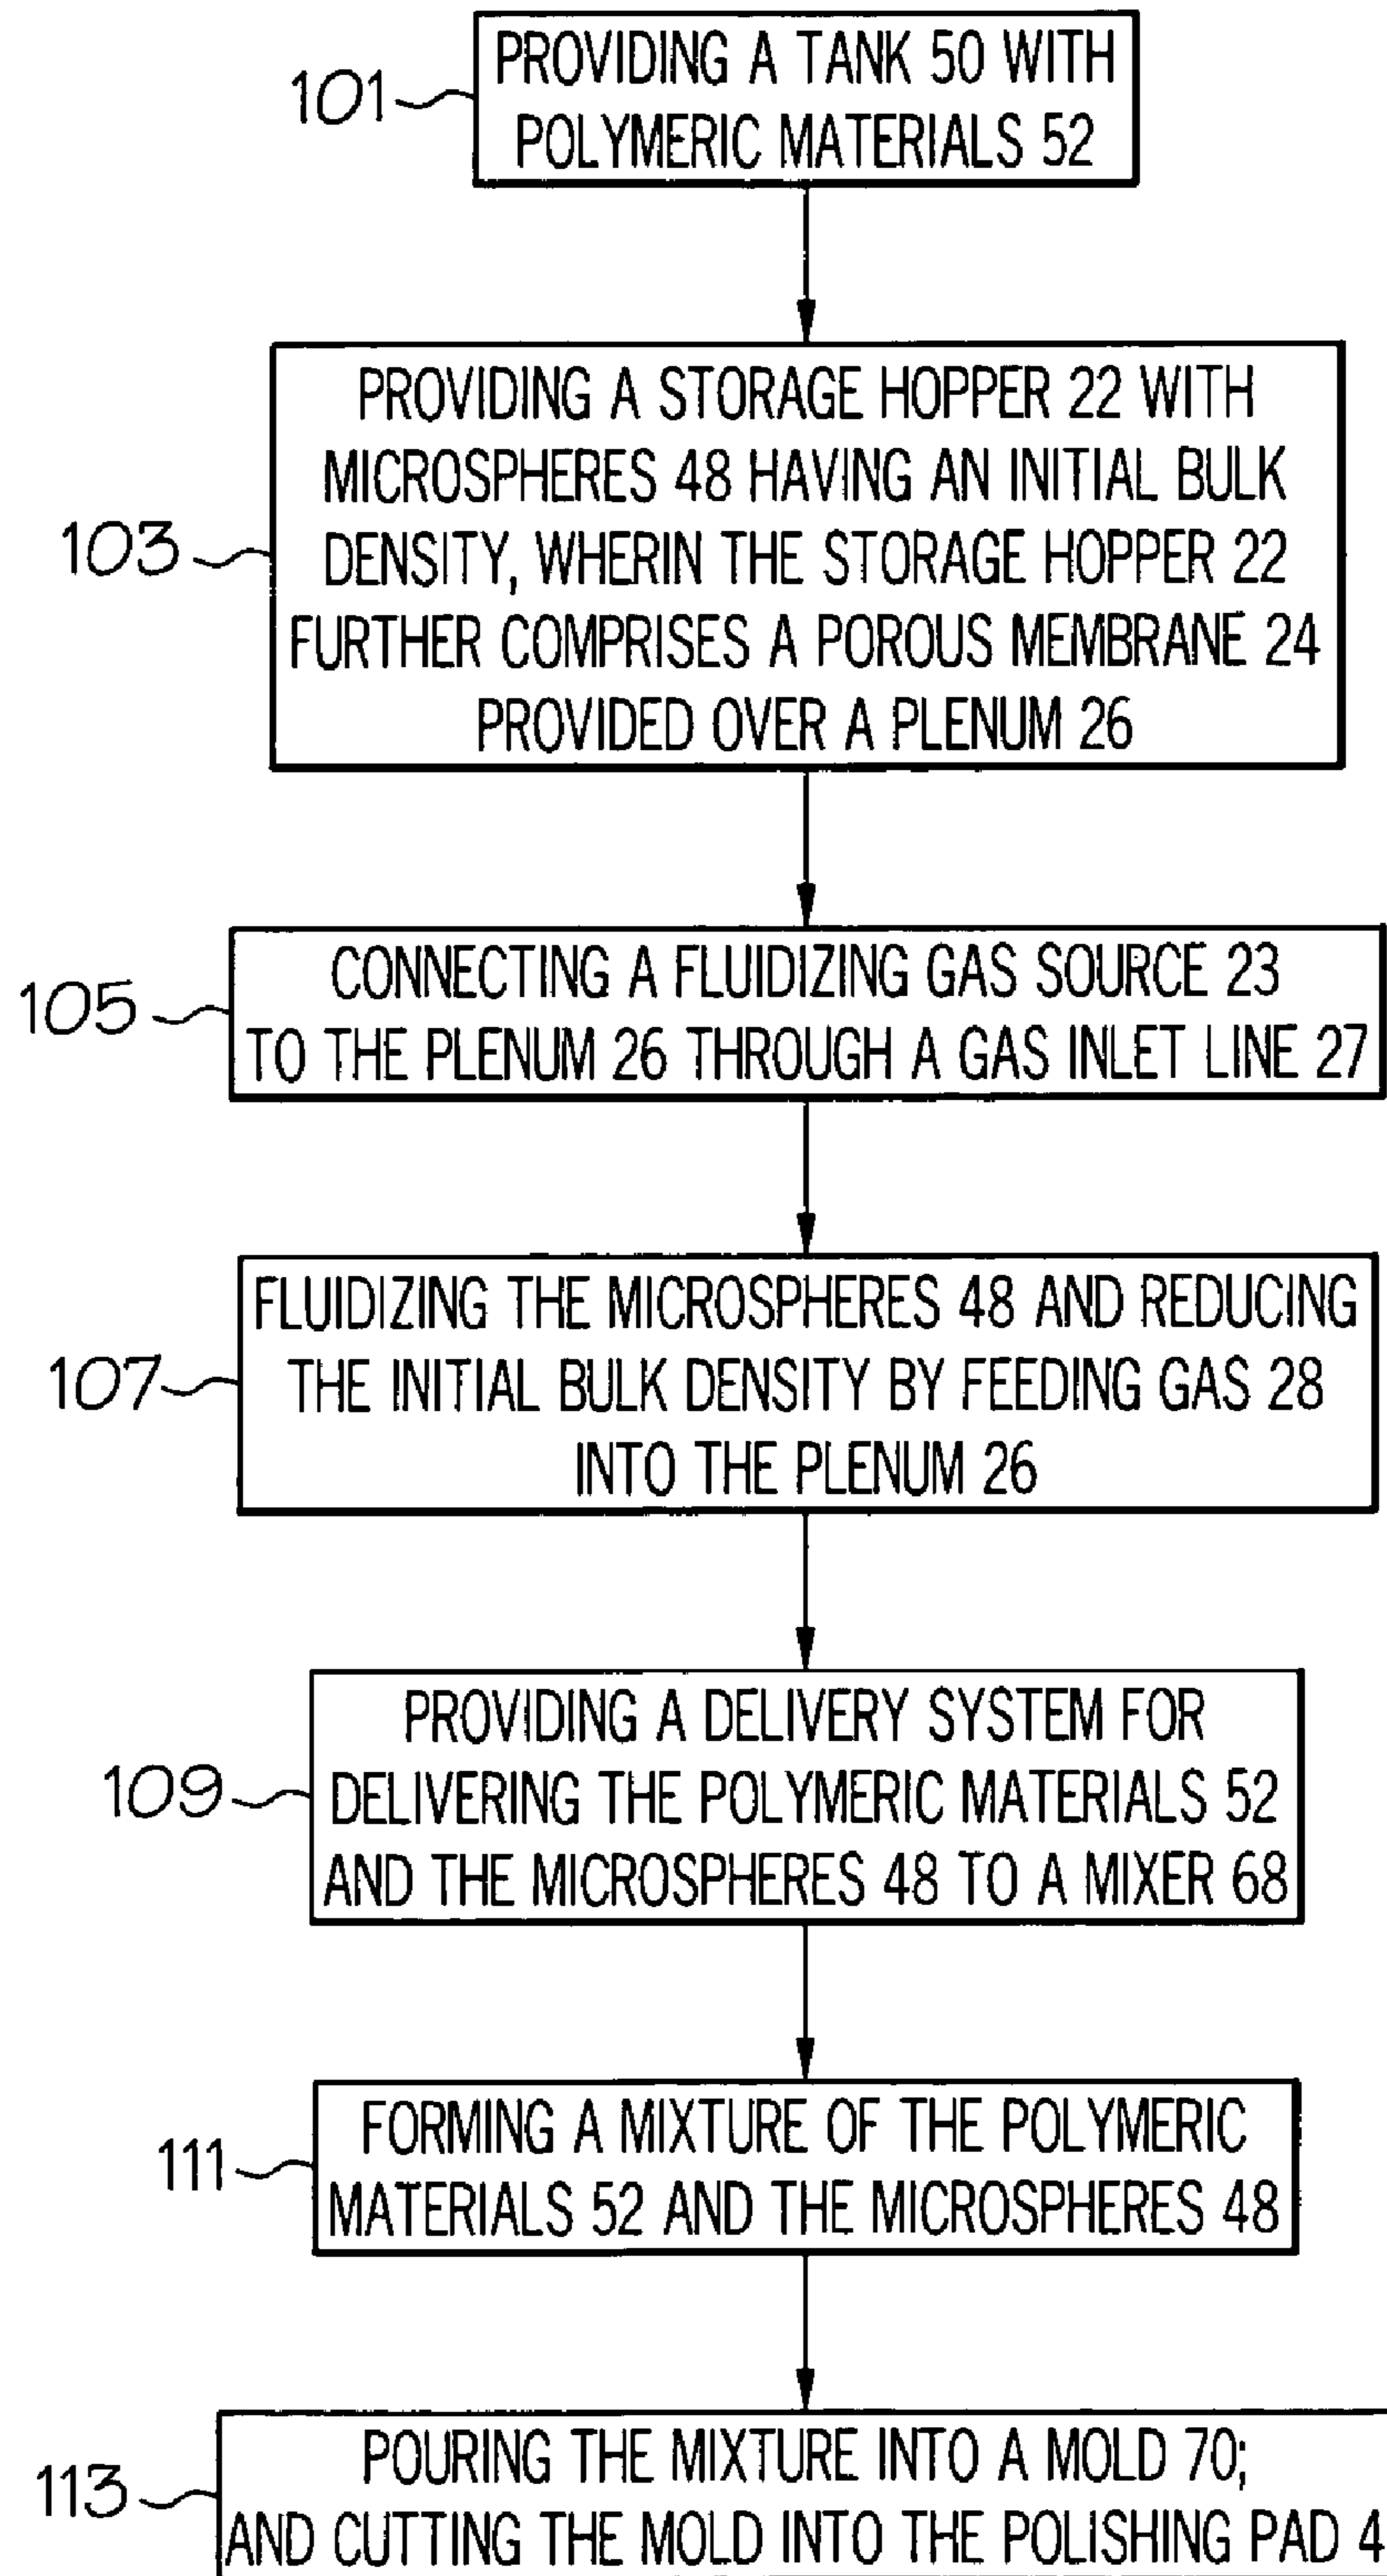 PROVIDING A TANK 50 WITH
POLYMERIC MATERIALS 52
101
PROVIDING A STORAGE HOPPER 22 WITH
MICROSPHERES 48 HAVING AN INITIAL BULK
DENSITY, WHERIN THE STORAGE HOPPER 22
FURTHER COMPRISES A POROUS MEMBRANE 24
PROVIDED OVER A PLENUM 26
103
CONNECTING A FLUIDIZING GAS SOURCE 23
TO THE PLENUM 26 THROUGH A GAS INLET LINE 27
105
FLUIDIZING THE MICROSPHERES 48 AND REDUCING
THE INITIAL BULK DENSITY BY FEEDING GAS 28
INTO THE PLENUM 26
107
PROVIDING A DELIVERY SYSTEM FOR
DELIVERING THE POLYMERIC MATERIALS 52
AND THE MICROSPHERES 48 TO A MIXER 68
109
FORMING A MIXTURE OF THE POLYMERIC
MATERIALS 52 AND THE MICROSPHERES 48
111
POURING THE MIXTURE INTO A MOLD 70;
AND CUTTING THE MOLD INTO THE POLISHING PAD 4
113